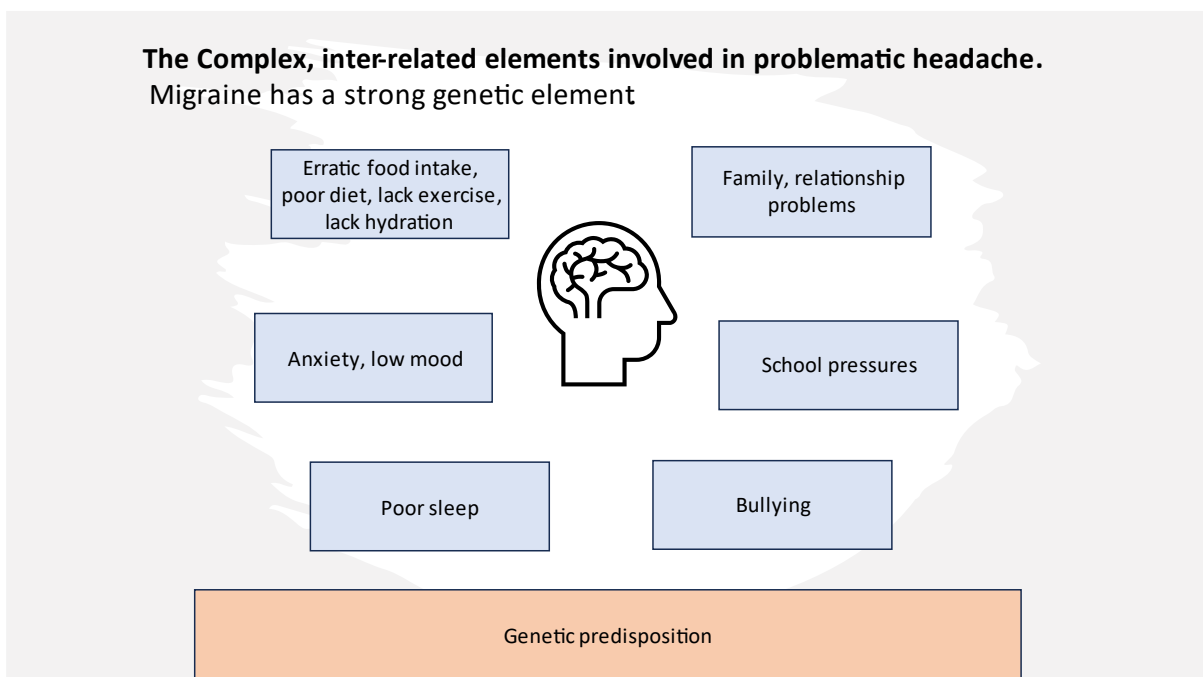 The Complex, inter-related elements involved in problematic headache.
Migraine has a strong genetic element.
Erratic food intake,
poor diet, lack exercise,
lack hydration
Family, relationship
problems
Anxiety, low mood
School pressures
Poor sleep
Bullying
Genetic predisposition